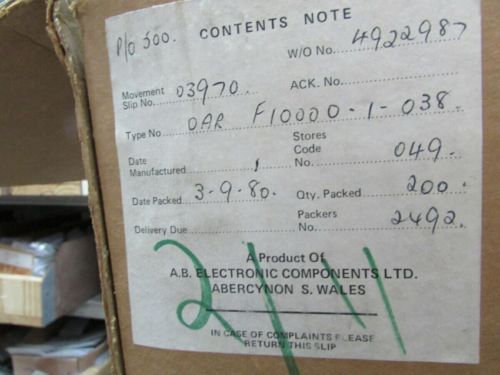 P/O 500. CONTENTS NOTE
W/O No. 4922987
Movement Slip No. 03970. ACK. No.
Type No. OAR F10000-1-038.
Date Manufactured Stores Code No. 049.
Date Packed 3-9-80. Qty. Packed 200.
Delivery Due Packers No. 2492.
A Product Of
A.B. ELECTRONIC COMPONENTS LTD.
ABERCYNON S. WALES
IN CASE OF COMPLAINTS PLEASE
RETURN THIS SLIP